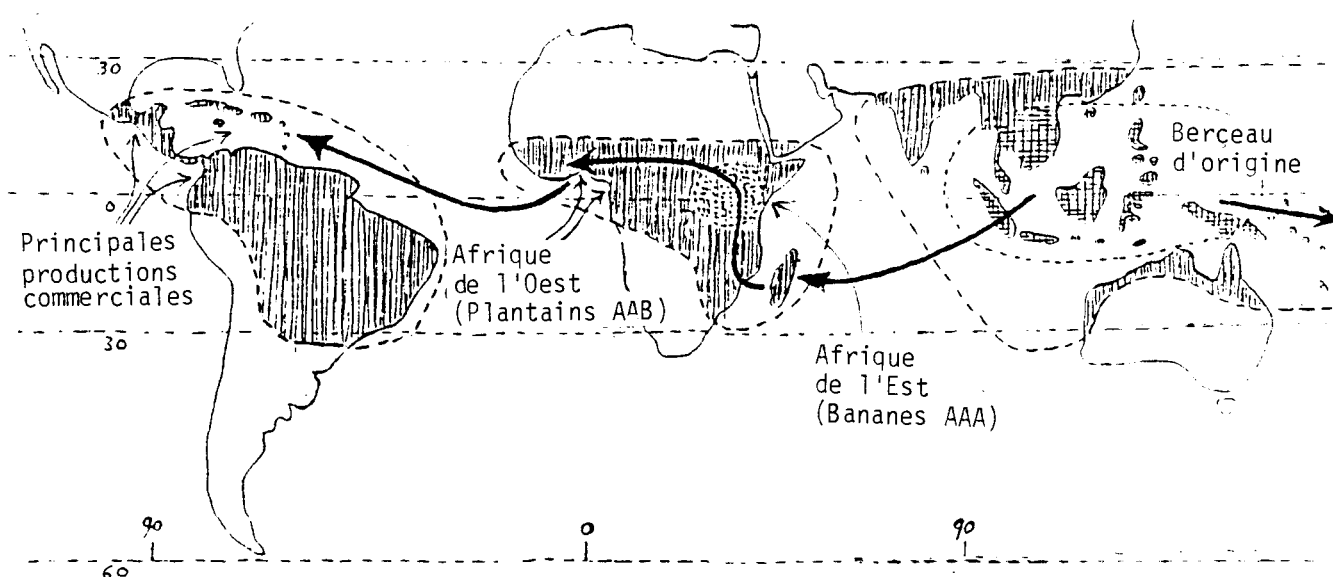 30
Berceau
d'origine
0
Principales
productions
commerciales
Afrique
de l'Oest
(Plantains AAB)
30
Afrique
de l'Est
(Bananes AAA)
90
0
90
60